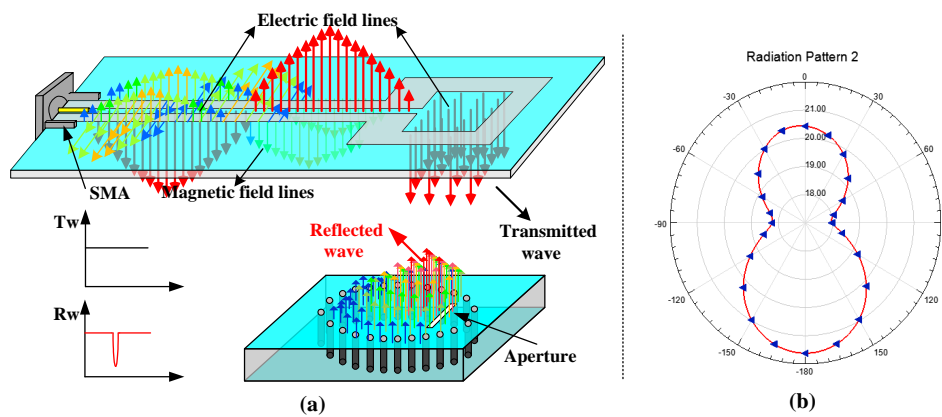 Electric field lines
SMA
Magnetic field lines
Transmitted
wave
Tw
Rw
Reflected
wave
Aperture
(a)
Radiation Pattern 2
0
30
60
90
120
150
-180
-150
-120
-90
-60
-30
21.00
20.00
19.00
18.00
(b)